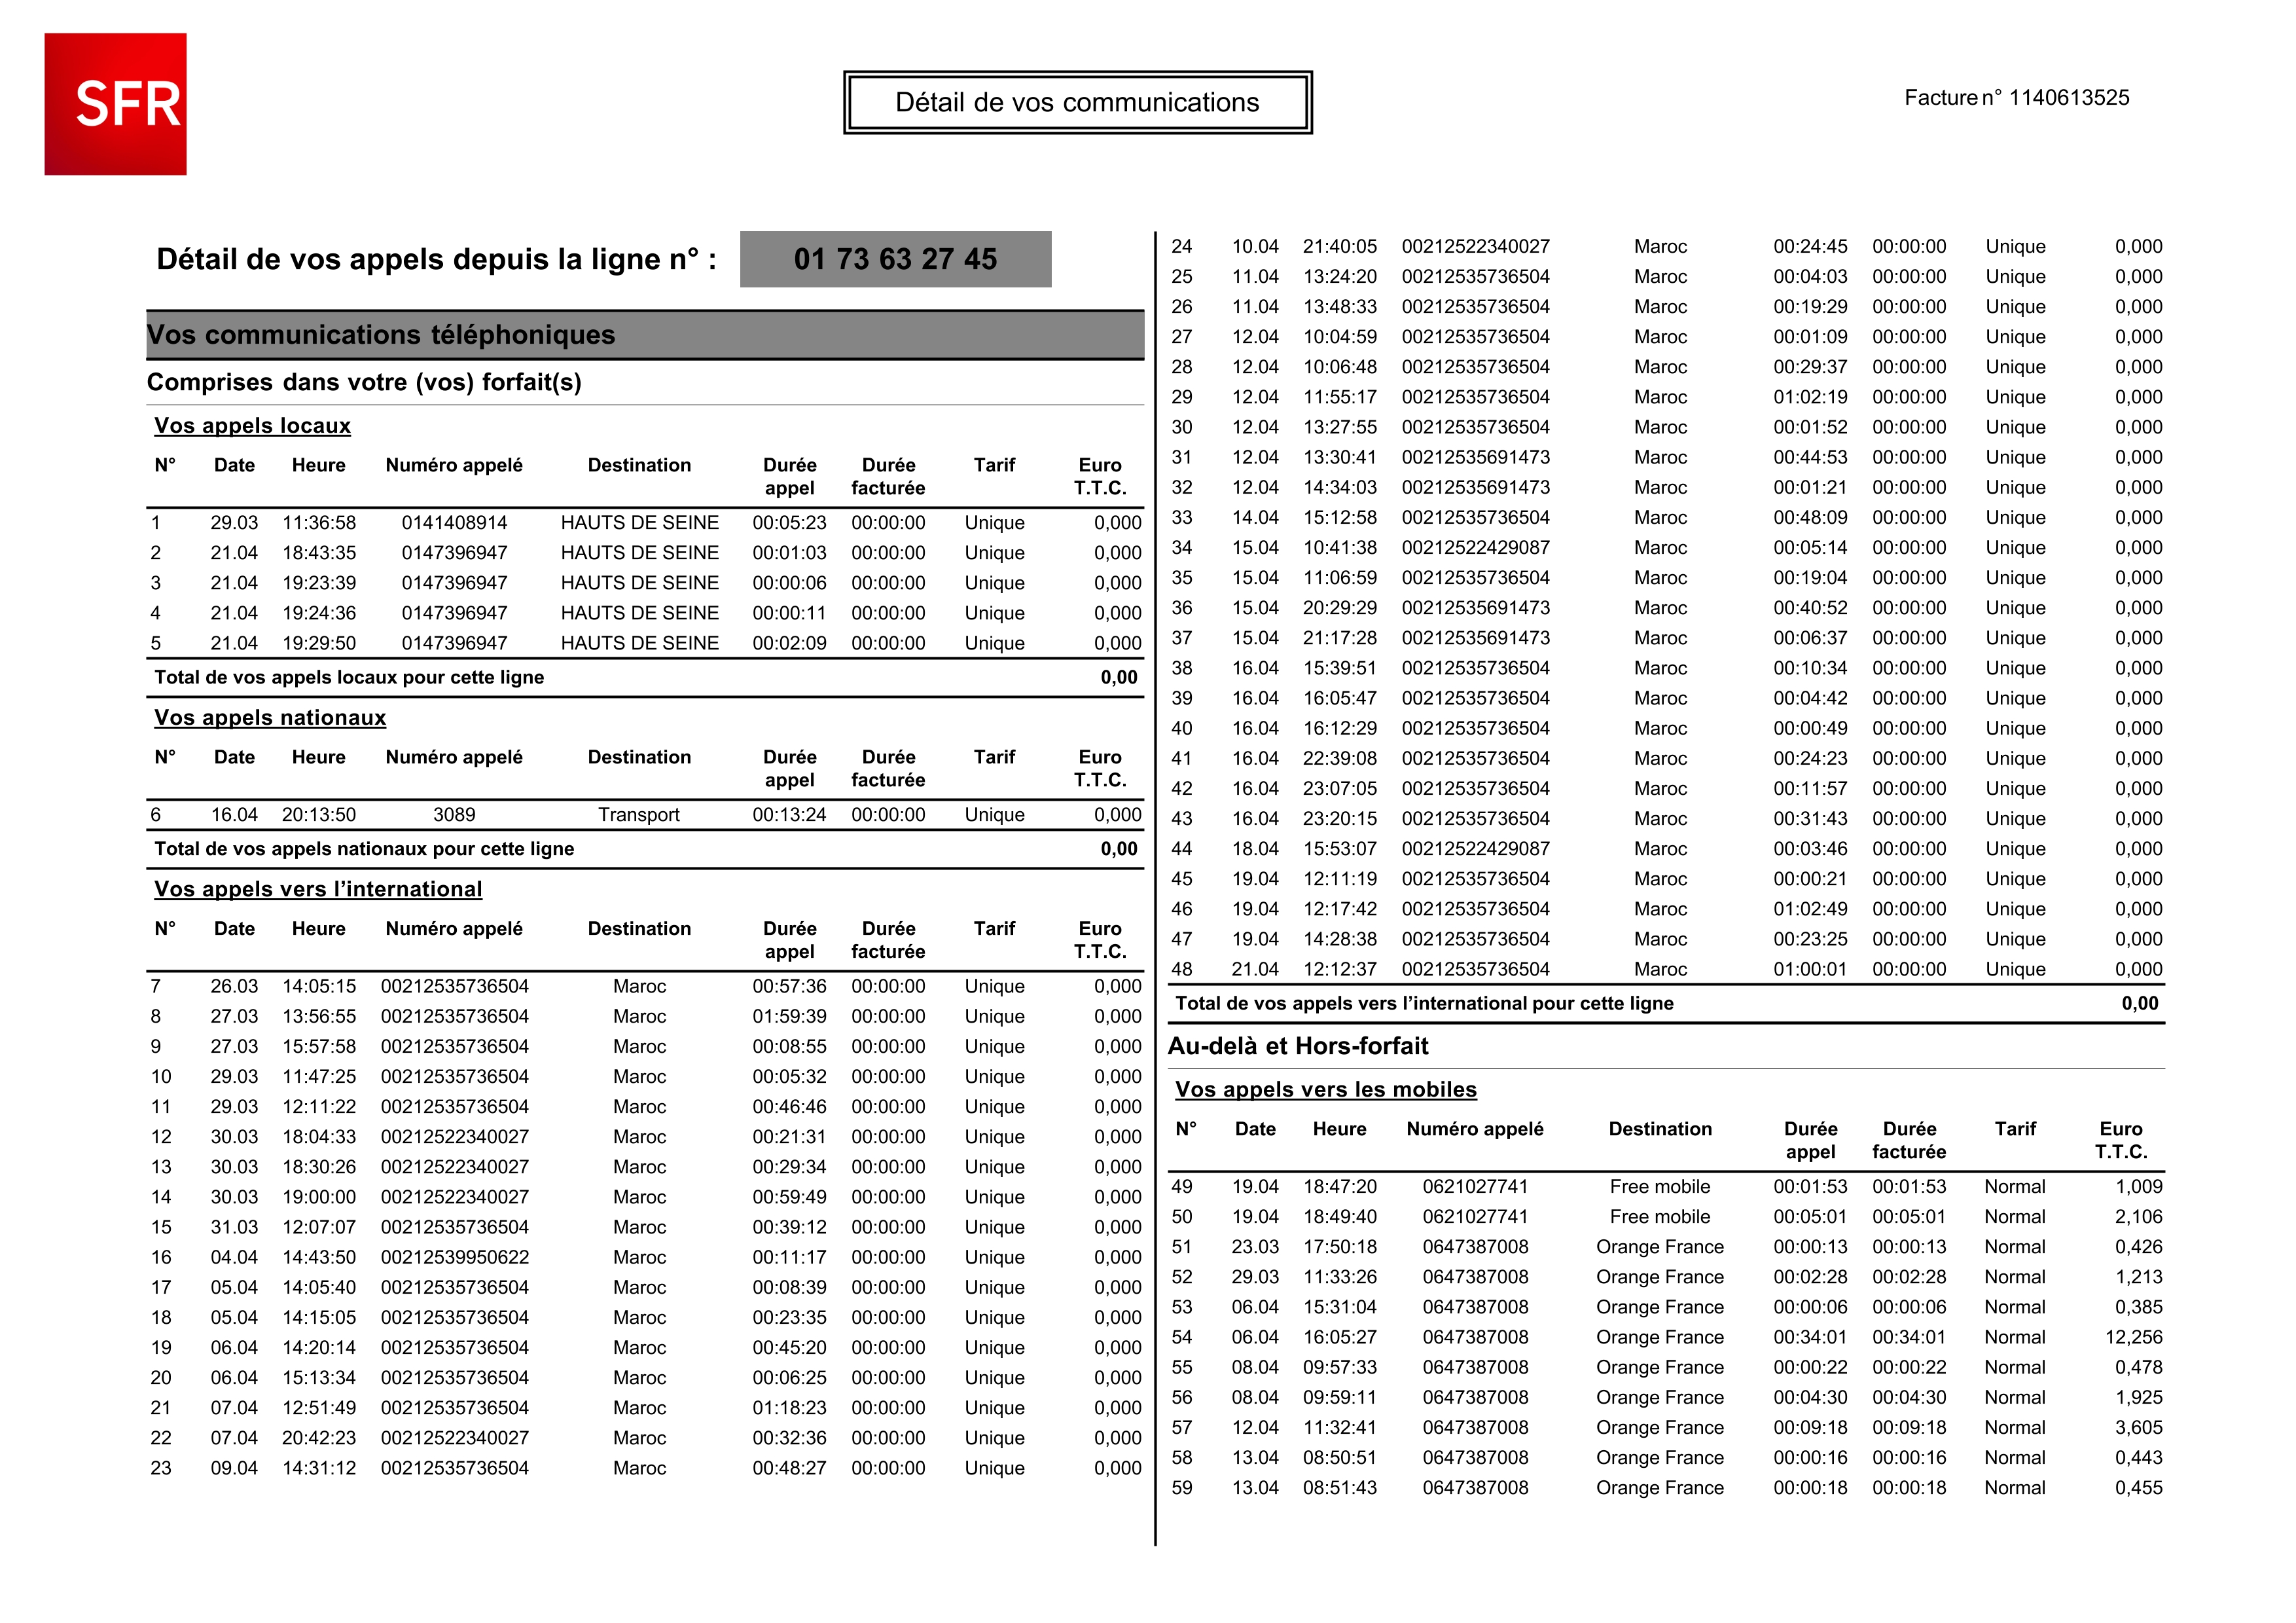 SFR
Détail de vos communications
Facture n° 1140613525
Détail de vos appels depuis la ligne n° : 01 73 63 27 45
Vos communications téléphoniques
Comprises dans votre (vos) forfait(s)
Vos appels locaux
N° Date Heure Numéro appelé Destination Durée appel Durée facturée Tarif Euro T.T.C.
1 29.03 11:36:58 0141408914 HAUTS DE SEINE 00:05:23 00:00:00 Unique 0,000
2 21.04 18:43:35 0147396947 HAUTS DE SEINE 00:01:03 00:00:00 Unique 0,000
3 21.04 19:23:39 0147396947 HAUTS DE SEINE 00:00:06 00:00:00 Unique 0,000
4 21.04 19:24:36 0147396947 HAUTS DE SEINE 00:00:11 00:00:00 Unique 0,000
5 21.04 19:29:50 0147396947 HAUTS DE SEINE 00:02:09 00:00:00 Unique 0,000
Total de vos appels locaux pour cette ligne 0,00
Vos appels nationaux
N° Date Heure Numéro appelé Destination Durée appel Durée facturée Tarif Euro T.T.C.
6 16.04 20:13:50 3089 Transport 00:13:24 00:00:00 Unique 0,000
Total de vos appels nationaux pour cette ligne 0,00
Vos appels vers l’international
N° Date Heure Numéro appelé Destination Durée appel Durée facturée Tarif Euro T.T.C.
7 26.03 14:05:15 00212535736504 Maroc 00:57:36 00:00:00 Unique 0,000
8 27.03 13:56:55 00212535736504 Maroc 01:59:39 00:00:00 Unique 0,000
9 27.03 15:57:58 00212535736504 Maroc 00:08:55 00:00:00 Unique 0,000
10 29.03 11:47:25 00212535736504 Maroc 00:05:32 00:00:00 Unique 0,000
11 29.03 12:11:22 00212535736504 Maroc 00:46:46 00:00:00 Unique 0,000
12 30.03 18:04:33 00212522340027 Maroc 00:21:31 00:00:00 Unique 0,000
13 30.03 18:30:26 00212522340027 Maroc 00:29:34 00:00:00 Unique 0,000
14 30.03 19:00:00 00212522340027 Maroc 00:59:49 00:00:00 Unique 0,000
15 31.03 12:07:07 00212535736504 Maroc 00:39:12 00:00:00 Unique 0,000
16 04.04 14:43:50 00212539950622 Maroc 00:11:17 00:00:00 Unique 0,000
17 05.04 14:05:40 00212535736504 Maroc 00:08:39 00:00:00 Unique 0,000
18 05.04 14:15:05 00212535736504 Maroc 00:23:35 00:00:00 Unique 0,000
19 06.04 14:20:14 00212535736504 Maroc 00:45:20 00:00:00 Unique 0,000
20 06.04 15:13:34 00212535736504 Maroc 00:06:25 00:00:00 Unique 0,000
21 07.04 12:51:49 00212535736504 Maroc 01:18:23 00:00:00 Unique 0,000
22 07.04 20:42:23 00212522340027 Maroc 00:32:36 00:00:00 Unique 0,000
23 09.04 14:31:12 00212535736504 Maroc 00:48:27 00:00:00 Unique 0,000
24 10.04 21:40:05 00212522340027 Maroc 00:24:45 00:00:00 Unique 0,000
25 11.04 13:24:20 00212535736504 Maroc 00:04:03 00:00:00 Unique 0,000
26 11.04 13:48:33 00212535736504 Maroc 00:19:29 00:00:00 Unique 0,000
27 12.04 10:04:59 00212535736504 Maroc 00:01:09 00:00:00 Unique 0,000
28 12.04 10:06:48 00212535736504 Maroc 00:29:37 00:00:00 Unique 0,000
29 12.04 11:55:17 00212535736504 Maroc 01:02:19 00:00:00 Unique 0,000
30 12.04 13:27:55 00212535736504 Maroc 00:01:52 00:00:00 Unique 0,000
31 12.04 13:30:41 00212535691473 Maroc 00:44:53 00:00:00 Unique 0,000
32 12.04 14:34:03 00212535691473 Maroc 00:01:21 00:00:00 Unique 0,000
33 14.04 15:12:58 00212535736504 Maroc 00:48:09 00:00:00 Unique 0,000
34 15.04 10:41:38 00212522429087 Maroc 00:05:14 00:00:00 Unique 0,000
35 15.04 11:06:59 00212535736504 Maroc 00:19:04 00:00:00 Unique 0,000
36 15.04 20:29:29 00212535691473 Maroc 00:40:52 00:00:00 Unique 0,000
37 15.04 21:17:28 00212535691473 Maroc 00:06:37 00:00:00 Unique 0,000
38 16.04 15:39:51 00212535736504 Maroc 00:10:34 00:00:00 Unique 0,000
39 16.04 16:05:47 00212535736504 Maroc 00:04:42 00:00:00 Unique 0,000
40 16.04 16:12:29 00212535736504 Maroc 00:00:49 00:00:00 Unique 0,000
41 16.04 22:39:08 00212535736504 Maroc 00:24:23 00:00:00 Unique 0,000
42 16.04 23:07:05 00212535736504 Maroc 00:11:57 00:00:00 Unique 0,000
43 16.04 23:20:15 00212535736504 Maroc 00:31:43 00:00:00 Unique 0,000
44 18.04 15:53:07 00212522429087 Maroc 00:03:46 00:00:00 Unique 0,000
45 19.04 12:11:19 00212535736504 Maroc 00:00:21 00:00:00 Unique 0,000
46 19.04 12:17:42 00212535736504 Maroc 01:02:49 00:00:00 Unique 0,000
47 19.04 14:28:38 00212535736504 Maroc 00:23:25 00:00:00 Unique 0,000
48 21.04 12:12:37 00212535736504 Maroc 01:00:01 00:00:00 Unique 0,000
Total de vos appels vers l’international pour cette ligne 0,00
Au-delà et Hors-forfait
Vos appels vers les mobiles
N° Date Heure Numéro appelé Destination Durée appel Durée facturée Tarif Euro T.T.C.
49 19.04 18:47:20 0621027741 Free mobile 00:01:53 00:01:53 Normal 1,009
50 19.04 18:49:40 0621027741 Free mobile 00:05:01 00:05:01 Normal 2,106
51 23.03 17:50:18 0647387008 Orange France 00:00:13 00:00:13 Normal 0,426
52 29.03 11:33:26 0647387008 Orange France 00:02:28 00:02:28 Normal 1,213
53 06.04 15:31:04 0647387008 Orange France 00:00:06 00:00:06 Normal 0,385
54 06.04 16:05:27 0647387008 Orange France 00:34:01 00:34:01 Normal 12,256
55 08.04 09:57:33 0647387008 Orange France 00:00:22 00:00:22 Normal 0,478
56 08.04 09:59:11 0647387008 Orange France 00:04:30 00:04:30 Normal 1,925
57 12.04 11:32:41 0647387008 Orange France 00:09:18 00:09:18 Normal 3,605
58 13.04 08:50:51 0647387008 Orange France 00:00:16 00:00:16 Normal 0,443
59 13.04 08:51:43 0647387008 Orange France 00:00:18 00:00:18 Normal 0,455